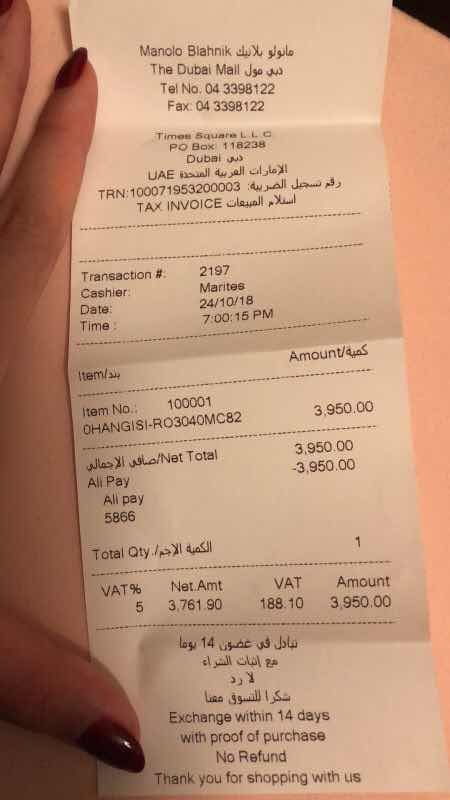 Manolo Blahnik مانولو بلانيك
The Dubai Mall دبي مول
Tel No. 04 3398122
Fax: 04 3398122
Times Square L.L.C
PO Box: 118238
Dubai دبى
UAE الإمارات العربية المتحدة
TRN:100071953200003 رقم تسجيل الضريبة:
TAX INVOICE استلام المبيعات
Transaction #: 2197
Cashier: Marites
Date: 24/10/18
Time : 7:00:15 PM
Item/بند Amount/كمية
Item No.: 100001
0HANGISI-RO3040MC82 3,950.00
صافي الإجمالي/Net Total 3,950.00
Ali Pay -3,950.00
Ali pay
5866
Total Qty./الكمية الاجم 1
VAT% Net.Amt VAT Amount
5 3,761.90 188.10 3,950.00
تبادل في غضون 14 يوما
مع إثبات الشراء
لا رد
شكرا للتسوق معنا
Exchange within 14 days
with proof of purchase
No Refund
Thank you for shopping with us